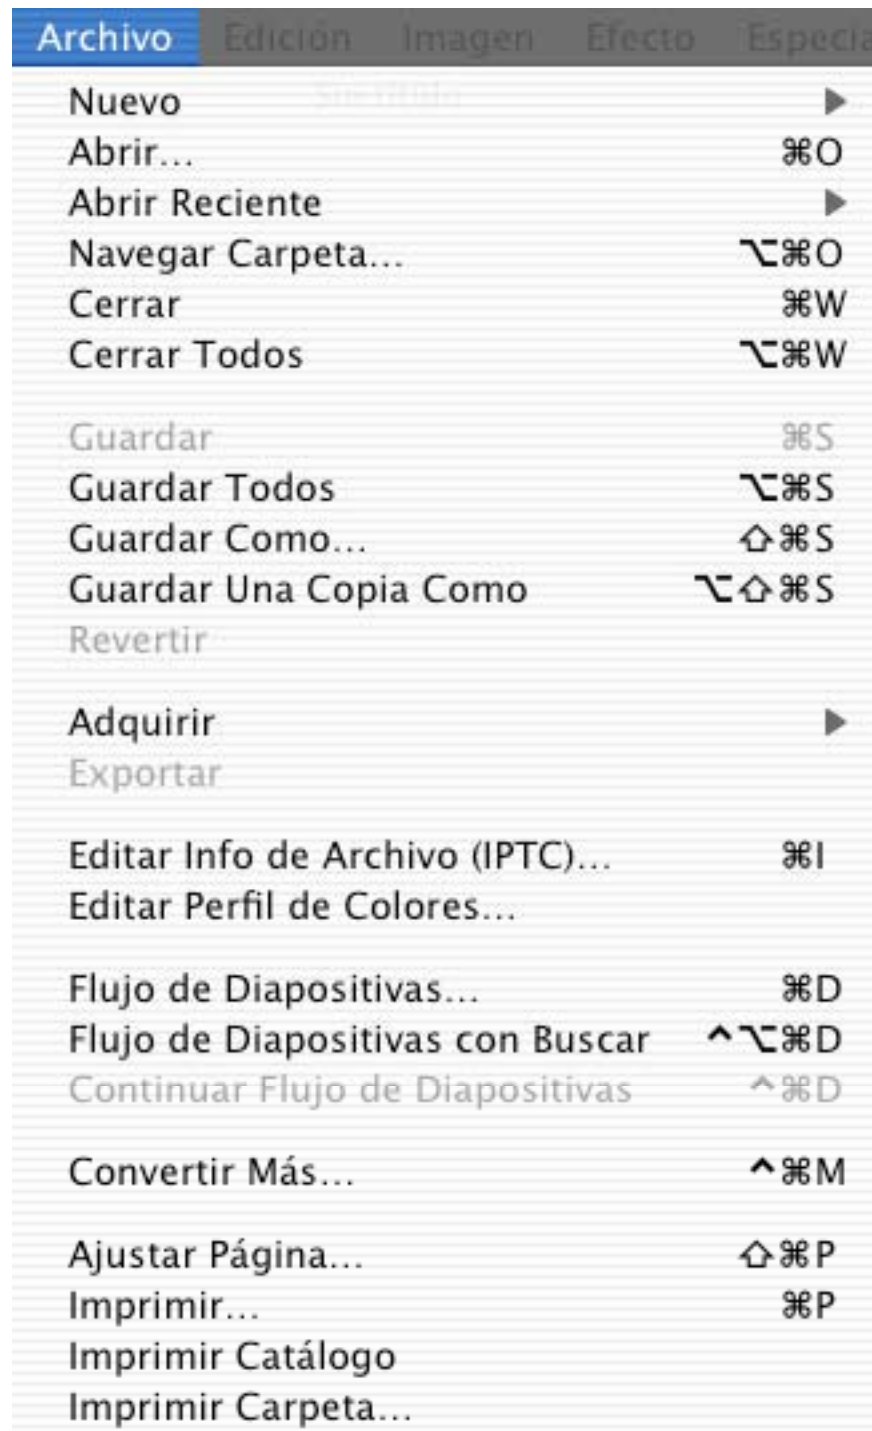 Archivo Edición Imagen Efecto Especia
Nuevo
Abrir... ⌘O
Abrir Reciente
Navegar Carpeta... ⌥⌘O
Cerrar ⌘W
Cerrar Todos ⌥⌘W
Guardar ⌘S
Guardar Todos ⌥⌘S
Guardar Como... ⇧⌘S
Guardar Una Copia Como ⌥⇧⌘S
Revertir
Adquirir
Exportar
Editar Info de Archivo (IPTC)... ⌘I
Editar Perfil de Colores...
Flujo de Diapositivas... ⌘D
Flujo de Diapositivas con Buscar ^⌥⌘D
Continuar Flujo de Diapositivas ^⌘D
Convertir Más... ^⌘M
Ajustar Página... ⇧⌘P
Imprimir... ⌘P
Imprimir Catálogo
Imprimir Carpeta...